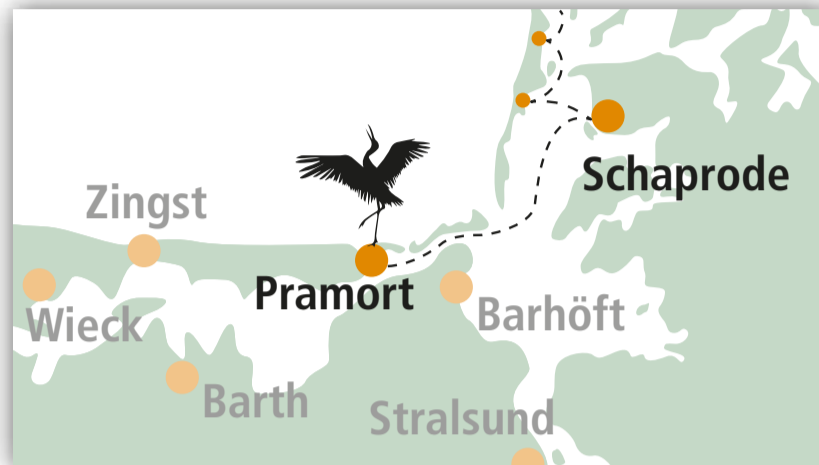 Schaprode
Zingst
Pramort
Barhöft
Wieck
Barth
Stralsund